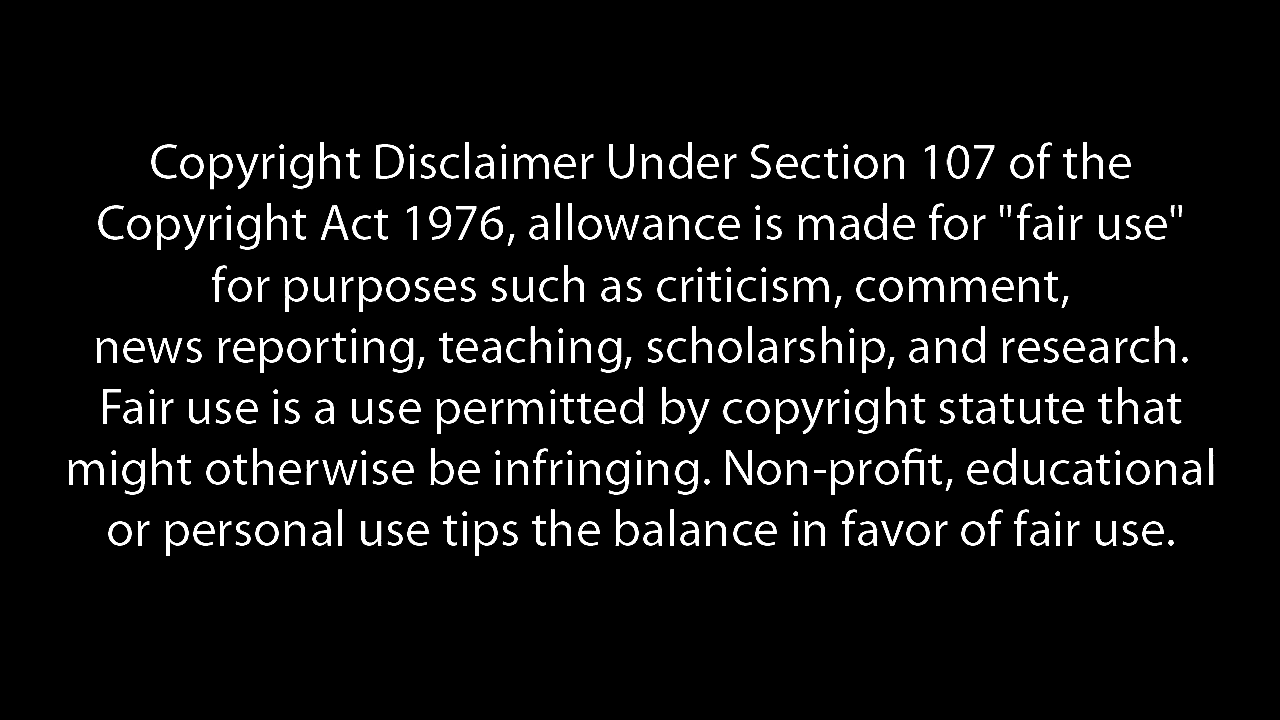 Copyright Disclaimer Under Section 107 of the
Copyright Act 1976, allowance is made for "fair use"
for purposes such as criticism, comment,
news reporting, teaching, scholarship, and research.
Fair use is a use permitted by copyright statute that
might otherwise be infringing. Non-profit, educational
or personal use tips the balance in favor of fair use.